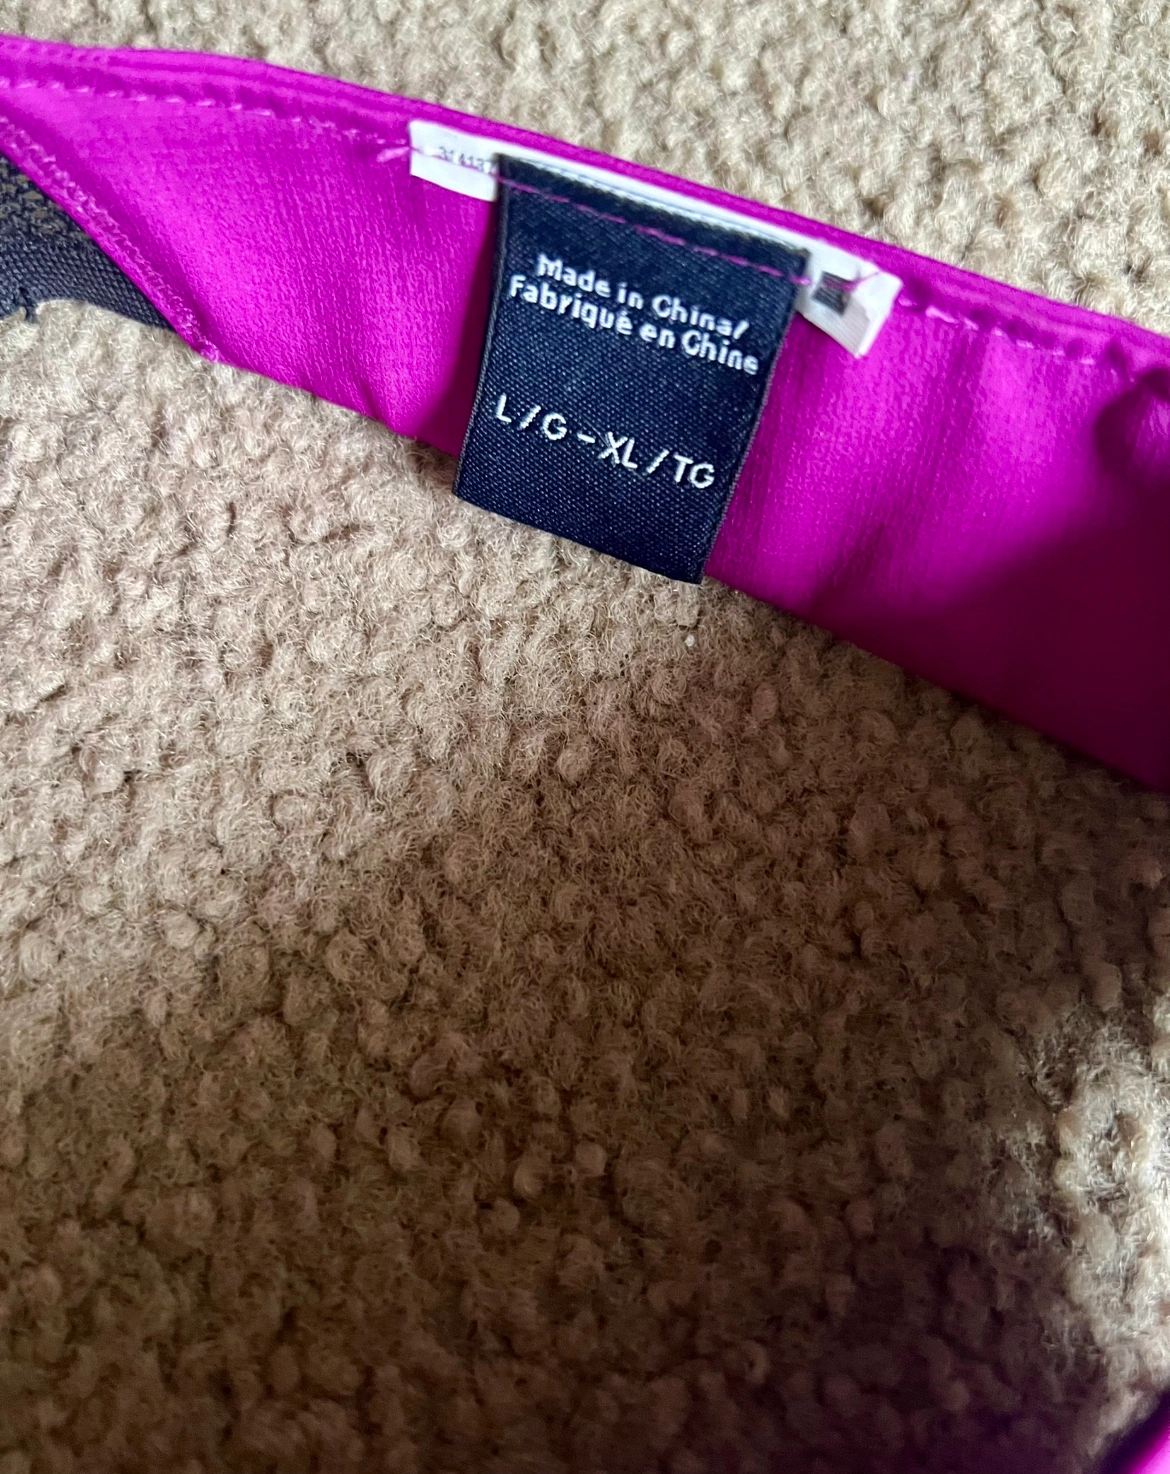 Made in China/
Fabriqué en Chine
L/G-XL/TG